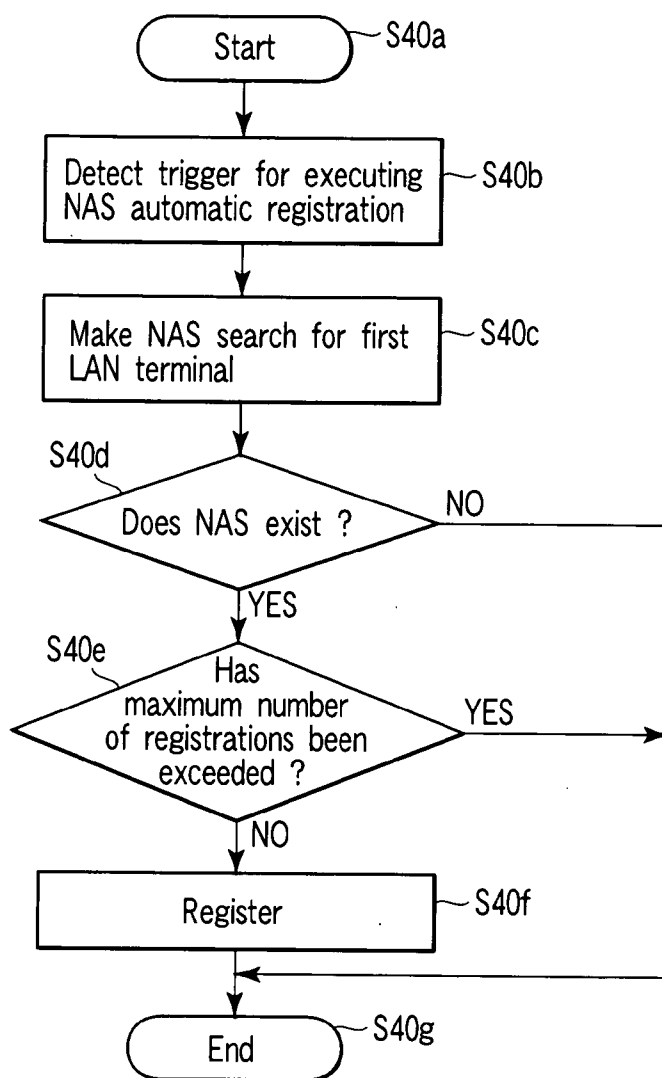 Start
S40a
Detect trigger for executing
NAS automatic registration
S40b
Make NAS search for first
LAN terminal
S40c
S40d
Does NAS exist ?
NO
YES
S40e
Has
maximum number
of registrations been
exceeded ?
YES
NO
Register
S40f
End
S40g